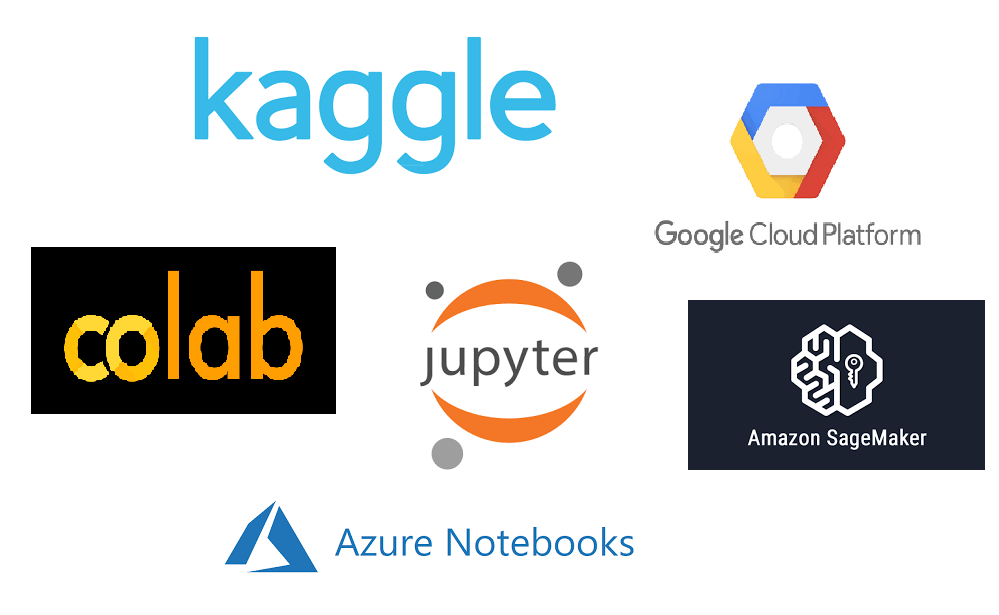 kaggle
Google Cloud Platform
colab
jupyter
Amazon SageMaker
Azure Notebooks